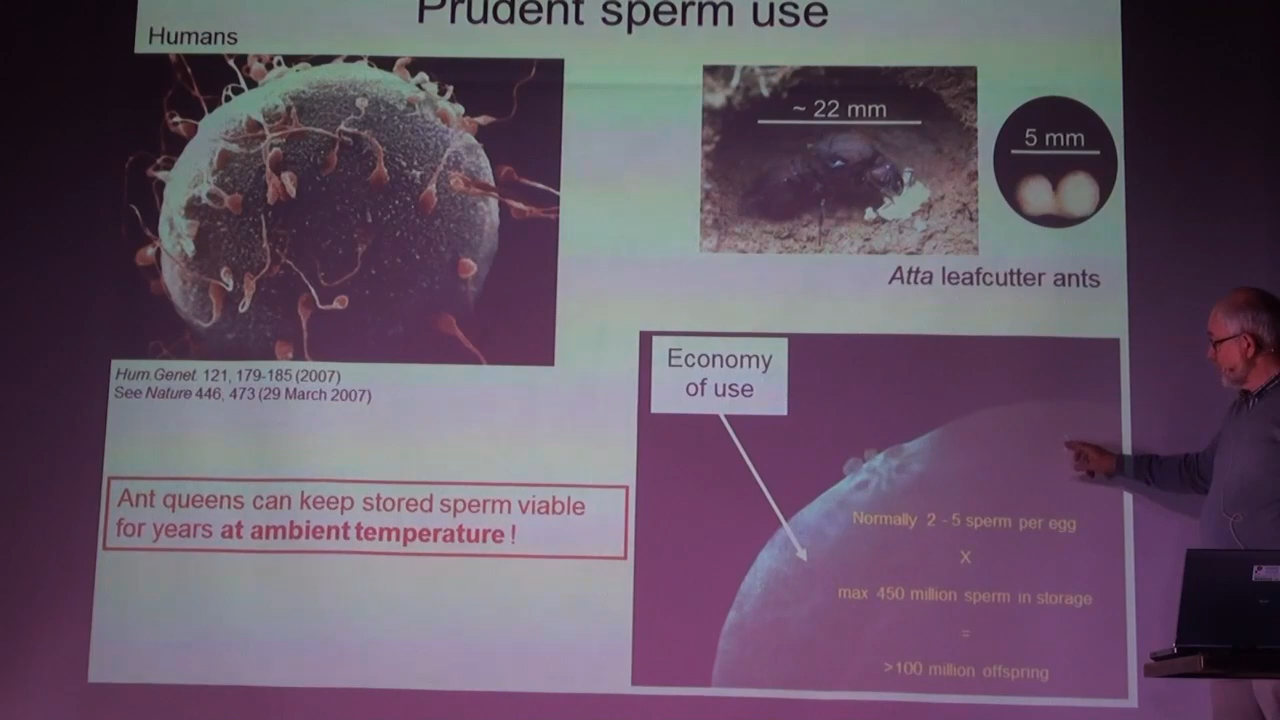 Prudent sperm use
Humans
~ 22 mm
5 mm
Atta leafcutter ants
Hum.Genet. 121, 179-185 (2007)
See Nature 446, 473 (29 March 2007)
Economy
of use
Ant queens can keep stored sperm viable
for years at ambient temperature !
Normally 2 - 5 sperm per egg
X
max 450 million sperm in storage
=
>100 million offspring